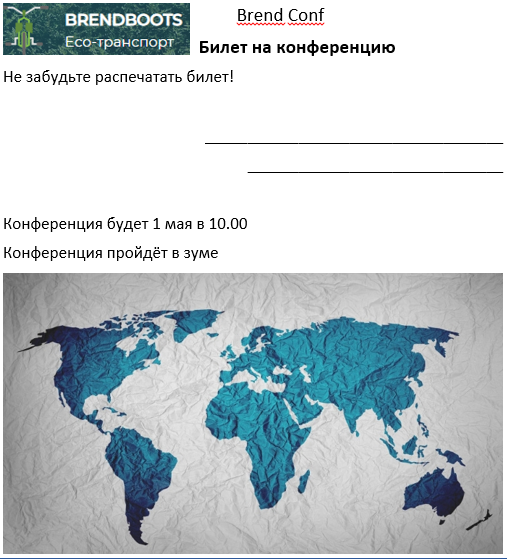 BRENDBOOTS
Eco-транспорт
Brend Conf
Билет на конференцию
Не забудьте распечатать билет!
Конференция будет 1 мая в 10.00
Конференция пройдёт в зуме